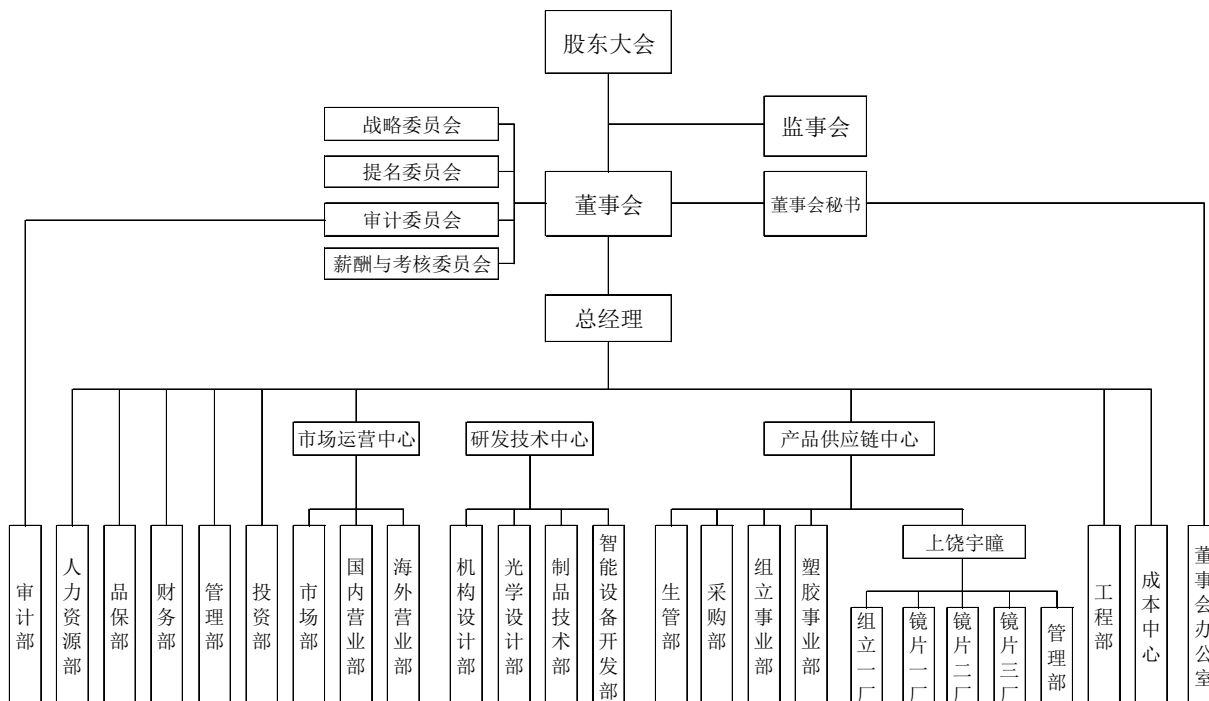 股东大会
监事会
战略委员会
提名委员会
董事会
董事会秘书
审计委员会
薪酬与考核委员会
总经理
市场运营中心
研发技术中心
产品供应链中心
上饶宇瞳
审计部
人力资源部
品保部
财务部
管理部
投资部
市场部
国内营业部
海外营业部
机构设计部
光学设计部
制品技术部
智能设备开发部
生管部
采购部
组立事业部
塑胶事业部
组立一厂
镜片一厂
镜片二厂
镜片三厂
管理部
工程部
成本中心
董事会办公室